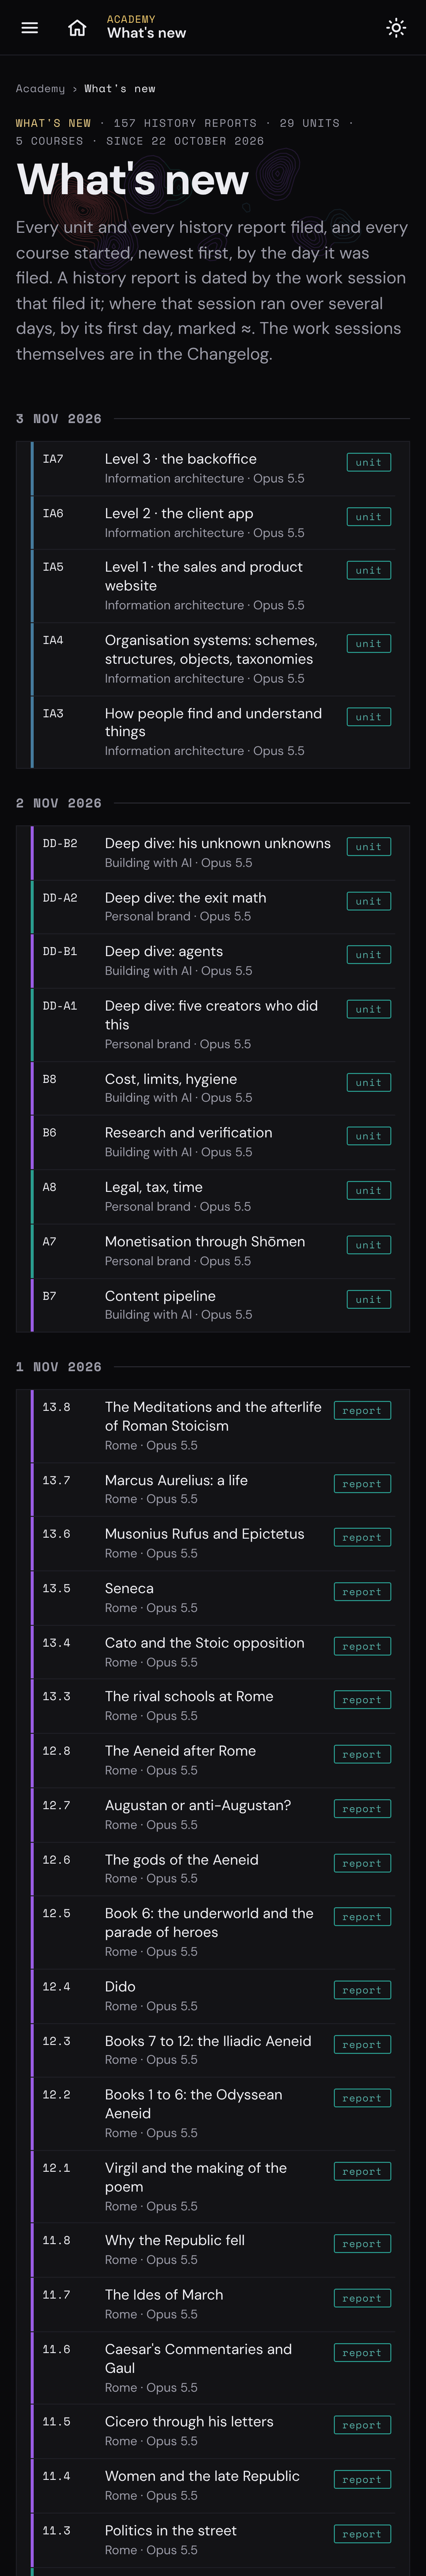 ACADEMY
What's new
Academy › What's new
WHAT'S NEW · 157 HISTORY REPORTS · 29 UNITS ·
5 COURSES · SINCE 22 OCTOBER 2026
What's new
Every unit and every history report filed, and every
course started, newest first, by the day it was
filed. A history report is dated by the work session
that filed it; where that session ran over several
days, by its first day, marked ≈. The work sessions
themselves are in the Changelog.
3 NOV 2026
IA7 Level 3 · the backoffice unit
Information architecture · Opus 5.5
IA6 Level 2 · the client app unit
Information architecture · Opus 5.5
IA5 Level 1 · the sales and product unit
website
Information architecture · Opus 5.5
IA4 Organisation systems: schemes, unit
structures, objects, taxonomies
Information architecture · Opus 5.5
IA3 How people find and understand unit
things
Information architecture · Opus 5.5
2 NOV 2026
DD-B2 Deep dive: his unknown unknowns unit
Building with AI · Opus 5.5
DD-A2 Deep dive: the exit math unit
Personal brand · Opus 5.5
DD-B1 Deep dive: agents unit
Building with AI · Opus 5.5
DD-A1 Deep dive: five creators who did unit
this
Personal brand · Opus 5.5
B8 Cost, limits, hygiene unit
Building with AI · Opus 5.5
B6 Research and verification unit
Building with AI · Opus 5.5
A8 Legal, tax, time unit
Personal brand · Opus 5.5
A7 Monetisation through Shōmen unit
Personal brand · Opus 5.5
B7 Content pipeline unit
Building with AI · Opus 5.5
1 NOV 2026
13.8 The Meditations and the afterlife report
of Roman Stoicism
Rome · Opus 5.5
13.7 Marcus Aurelius: a life report
Rome · Opus 5.5
13.6 Musonius Rufus and Epictetus report
Rome · Opus 5.5
13.5 Seneca report
Rome · Opus 5.5
13.4 Cato and the Stoic opposition report
Rome · Opus 5.5
13.3 The rival schools at Rome report
Rome · Opus 5.5
12.8 The Aeneid after Rome report
Rome · Opus 5.5
12.7 Augustan or anti-Augustan? report
Rome · Opus 5.5
12.6 The gods of the Aeneid report
Rome · Opus 5.5
12.5 Book 6: the underworld and the report
parade of heroes
Rome · Opus 5.5
12.4 Dido report
Rome · Opus 5.5
12.3 Books 7 to 12: the Iliadic Aeneid report
Rome · Opus 5.5
12.2 Books 1 to 6: the Odyssean report
Aeneid
Rome · Opus 5.5
12.1 Virgil and the making of the report
poem
Rome · Opus 5.5
11.8 Why the Republic fell report
Rome · Opus 5.5
11.7 The Ides of March report
Rome · Opus 5.5
11.6 Caesar's Commentaries and report
Gaul
Rome · Opus 5.5
11.5 Cicero through his letters report
Rome · Opus 5.5
11.4 Women and the late Republic report
Rome · Opus 5.5
11.3 Politics in the street report
Rome · Opus 5.5